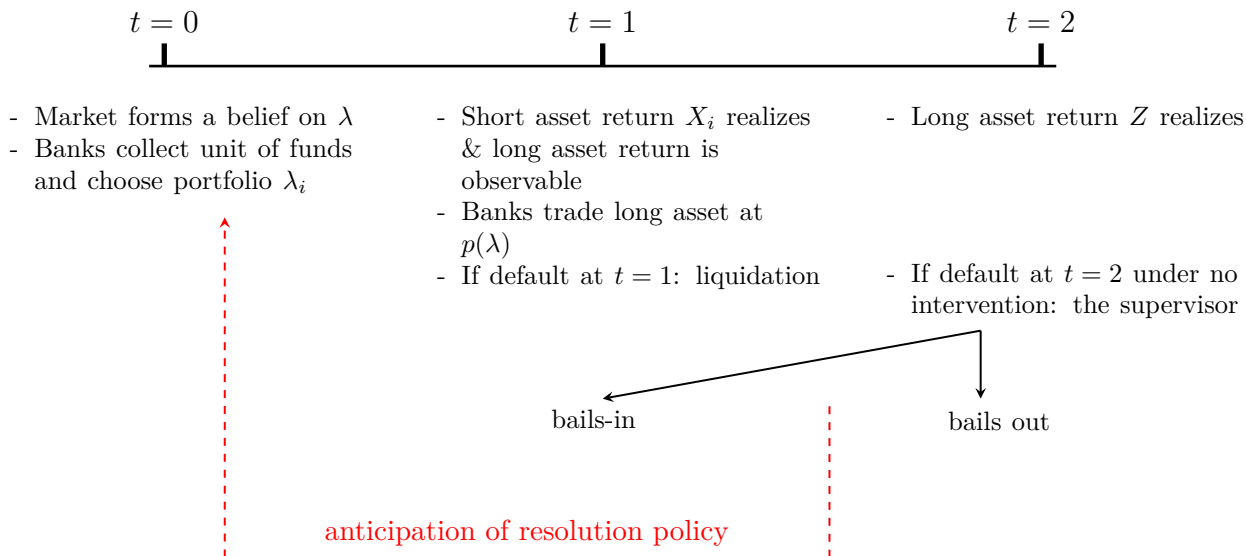 t = 0
t = 1
t = 2
- Market forms a belief on λ
- Banks collect unit of funds
and choose portfolio λ_i
- Short asset return X_i realizes
& long asset return is
observable
- Banks trade long asset at
p(λ)
- If default at t = 1: liquidation
- Long asset return Z realizes
- If default at t = 2 under no
intervention: the supervisor
bails-in
bails out
anticipation of resolution policy